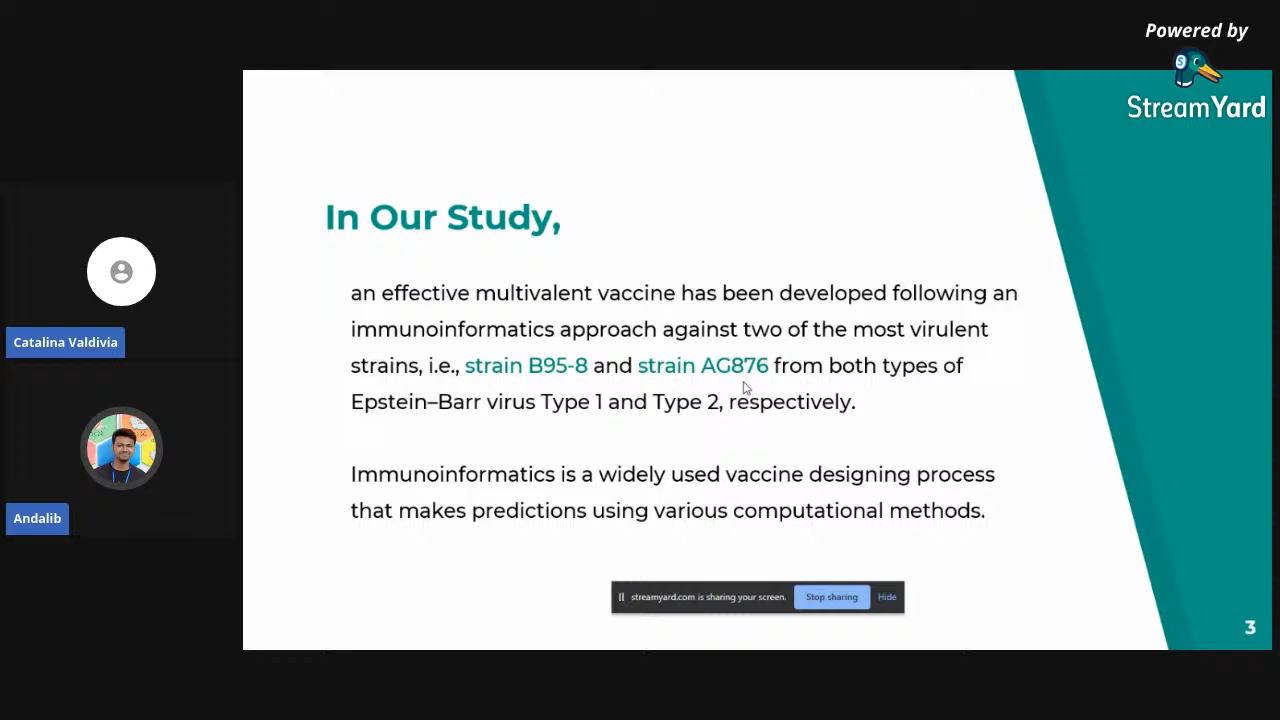 Powered by
StreamYard
In Our Study,
an effective multivalent vaccine has been developed following an
immunoinformatics approach against two of the most virulent
strains, i.e., strain B95-8 and strain AG876 from both types of
Epstein–Barr virus Type 1 and Type 2, respectively.
Immunoinformatics is a widely used vaccine designing process
that makes predictions using various computational methods.
Catalina Valdivia
Andalib
streamyard.com is sharing your screen.
Stop sharing
Hide
3